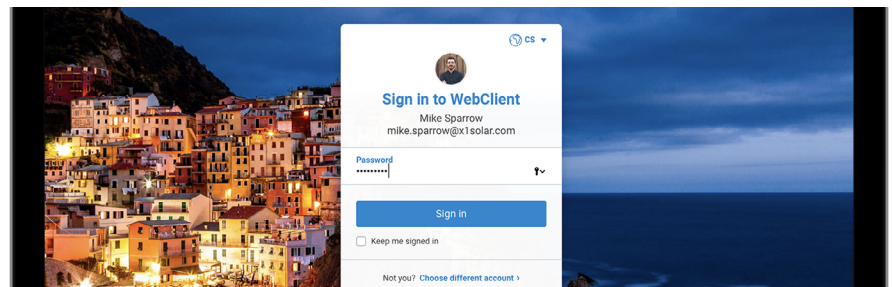 CS
Sign in to WebClient
Mike Sparrow
mike.sparrow@x1solar.com
Password
•••••••••
Sign in
Keep me signed in
Not you? Choose different account ›